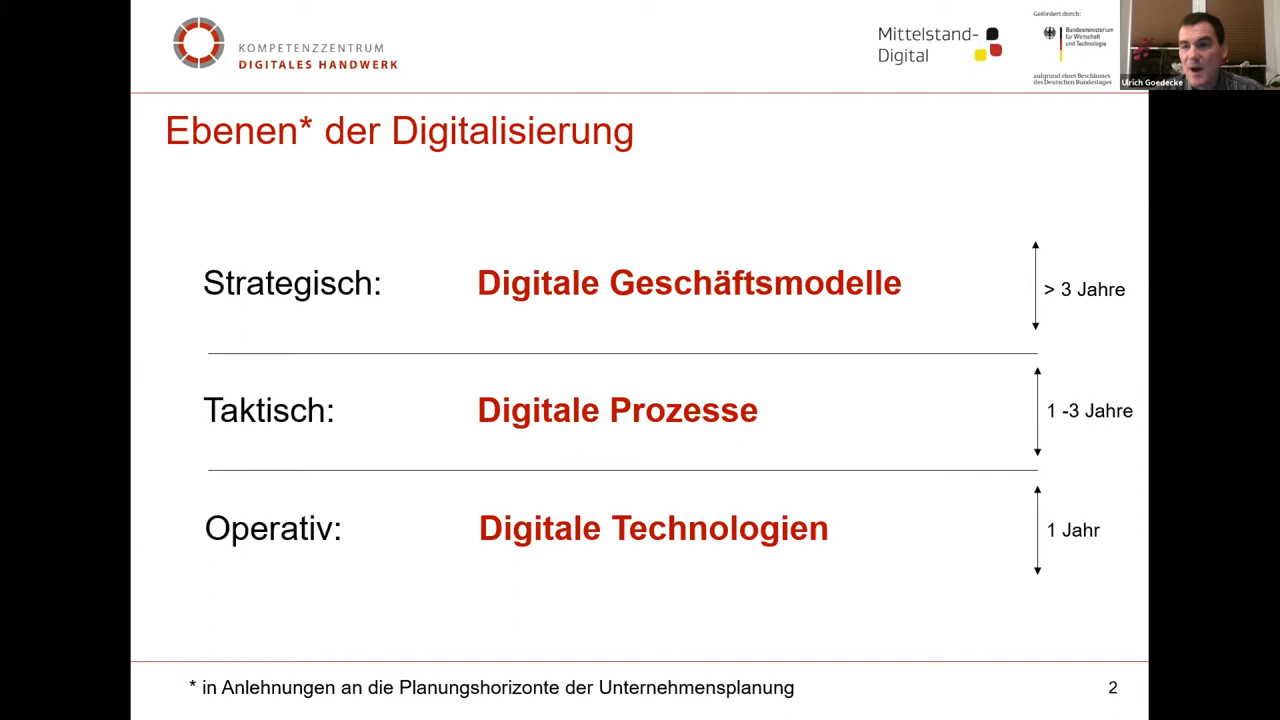 KOMPETENZZENTRUM
DIGITALES HANDWERK
Mittelstand-
Digital
Gefördert durch:
Bundesministerium
für Wirtschaft
und Technologie
aufgrund eines Beschlusses
des Deutschen Bundestages
Ulrich Goedecke
Ebenen* der Digitalisierung
Strategisch: Digitale Geschäftsmodelle > 3 Jahre
Taktisch: Digitale Prozesse 1 -3 Jahre
Operativ: Digitale Technologien 1 Jahr
* in Anlehnungen an die Planungshorizonte der Unternehmensplanung 2